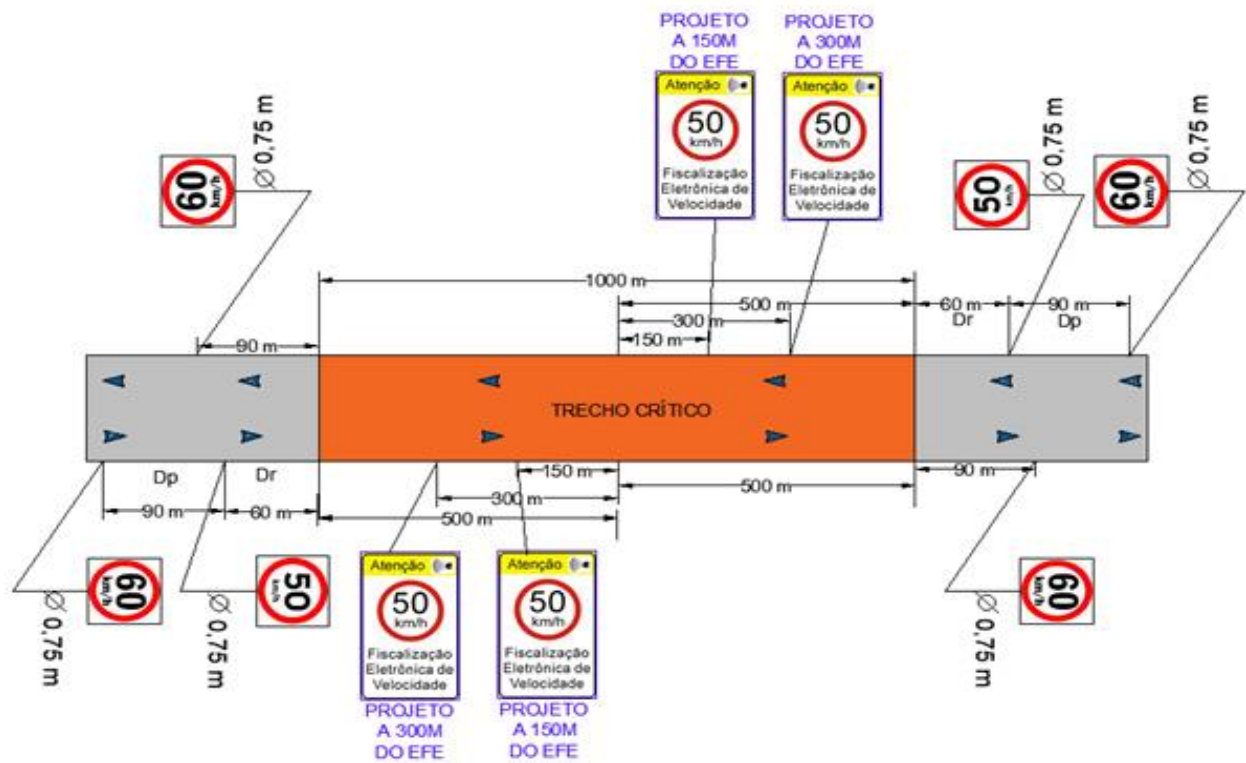 PROJETO
A 150M
DO EFE
PROJETO
A 300M
DO EFE
Atenção
50
km/h
Fiscalização
Eletrônica de
Velocidade
Atenção
50
km/h
Fiscalização
Eletrônica de
Velocidade
60
km/h
Ø 0,75 m
50
km/h
Ø 0,75 m
60
km/h
Ø 0,75 m
1000 m
500 m
60 m
90 m
300 m
Dr
Dp
150 m
90 m
TRECHO CRÍTICO
Dp
Dr
150 m
90 m
90 m
60 m
300 m
500 m
500 m
60
km/h
Ø 0,75 m
50
km/h
Ø 0,75 m
Atenção
50
km/h
Fiscalização
Eletrônica de
Velocidade
PROJETO
A 300M
DO EFE
Atenção
50
km/h
Fiscalização
Eletrônica de
Velocidade
PROJETO
A 150M
DO EFE
60
km/h
Ø 0,75 m